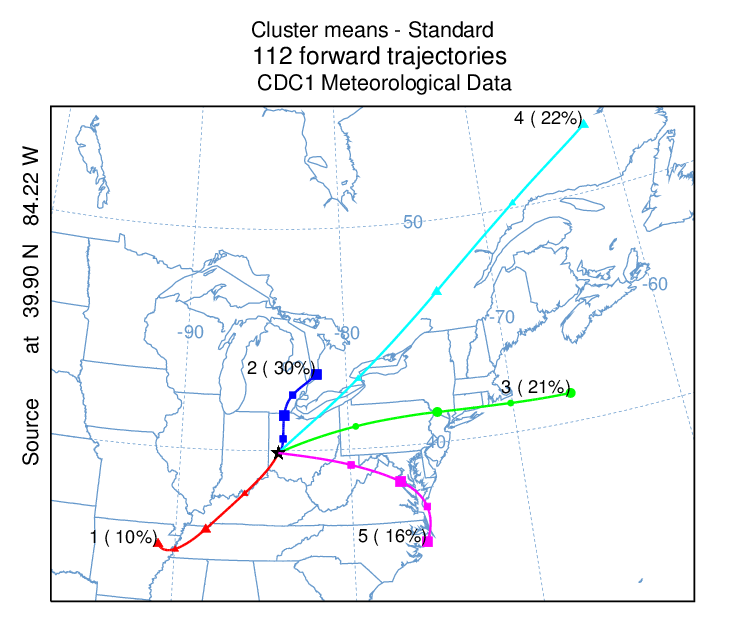 Cluster means - Standard
112 forward trajectories
CDC1 Meteorological Data
Source at 39.90 N 84.22 W
4 ( 22%)
50
-60
-70
-90
-80
2 ( 30%)
3 ( 21%)
40
1 ( 10%)
5 ( 16%)